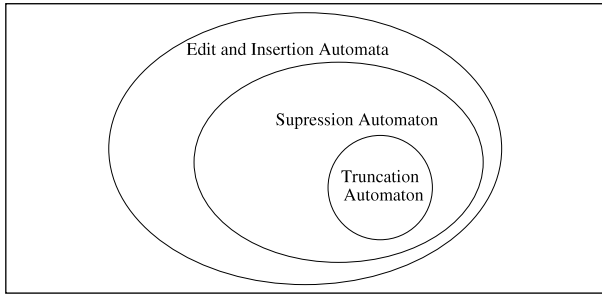 Edit and Insertion Automata
Supression Automaton
Truncation
Automaton